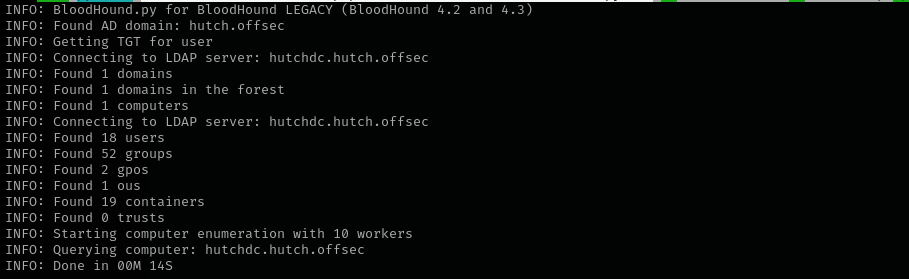 INFO: BloodHound.py for BloodHound LEGACY (BloodHound 4.2 and 4.3)
INFO: Found AD domain: hutch.offsec
INFO: Getting TGT for user
INFO: Connecting to LDAP server: hutchdc.hutch.offsec
INFO: Found 1 domains
INFO: Found 1 domains in the forest
INFO: Found 1 computers
INFO: Connecting to LDAP server: hutchdc.hutch.offsec
INFO: Found 18 users
INFO: Found 52 groups
INFO: Found 2 gpos
INFO: Found 1 ous
INFO: Found 19 containers
INFO: Found 0 trusts
INFO: Starting computer enumeration with 10 workers
INFO: Querying computer: hutchdc.hutch.offsec
INFO: Done in 00M 14S